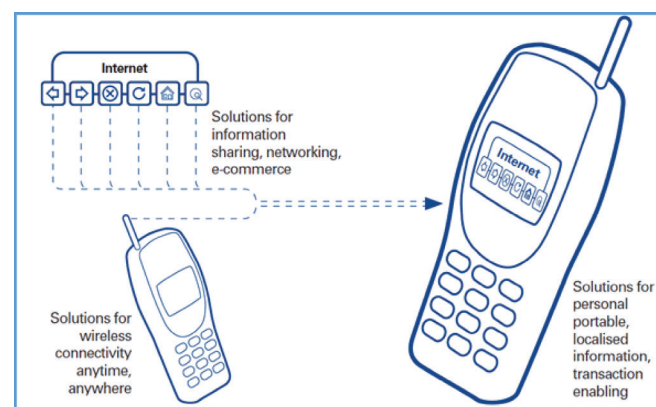 Internet
Solutions for
information
sharing, networking,
e-commerce
Internet
Solutions for
wireless
connectivity
anytime,
anywhere
Solutions for
personal
portable,
localised
information,
transaction
enabling